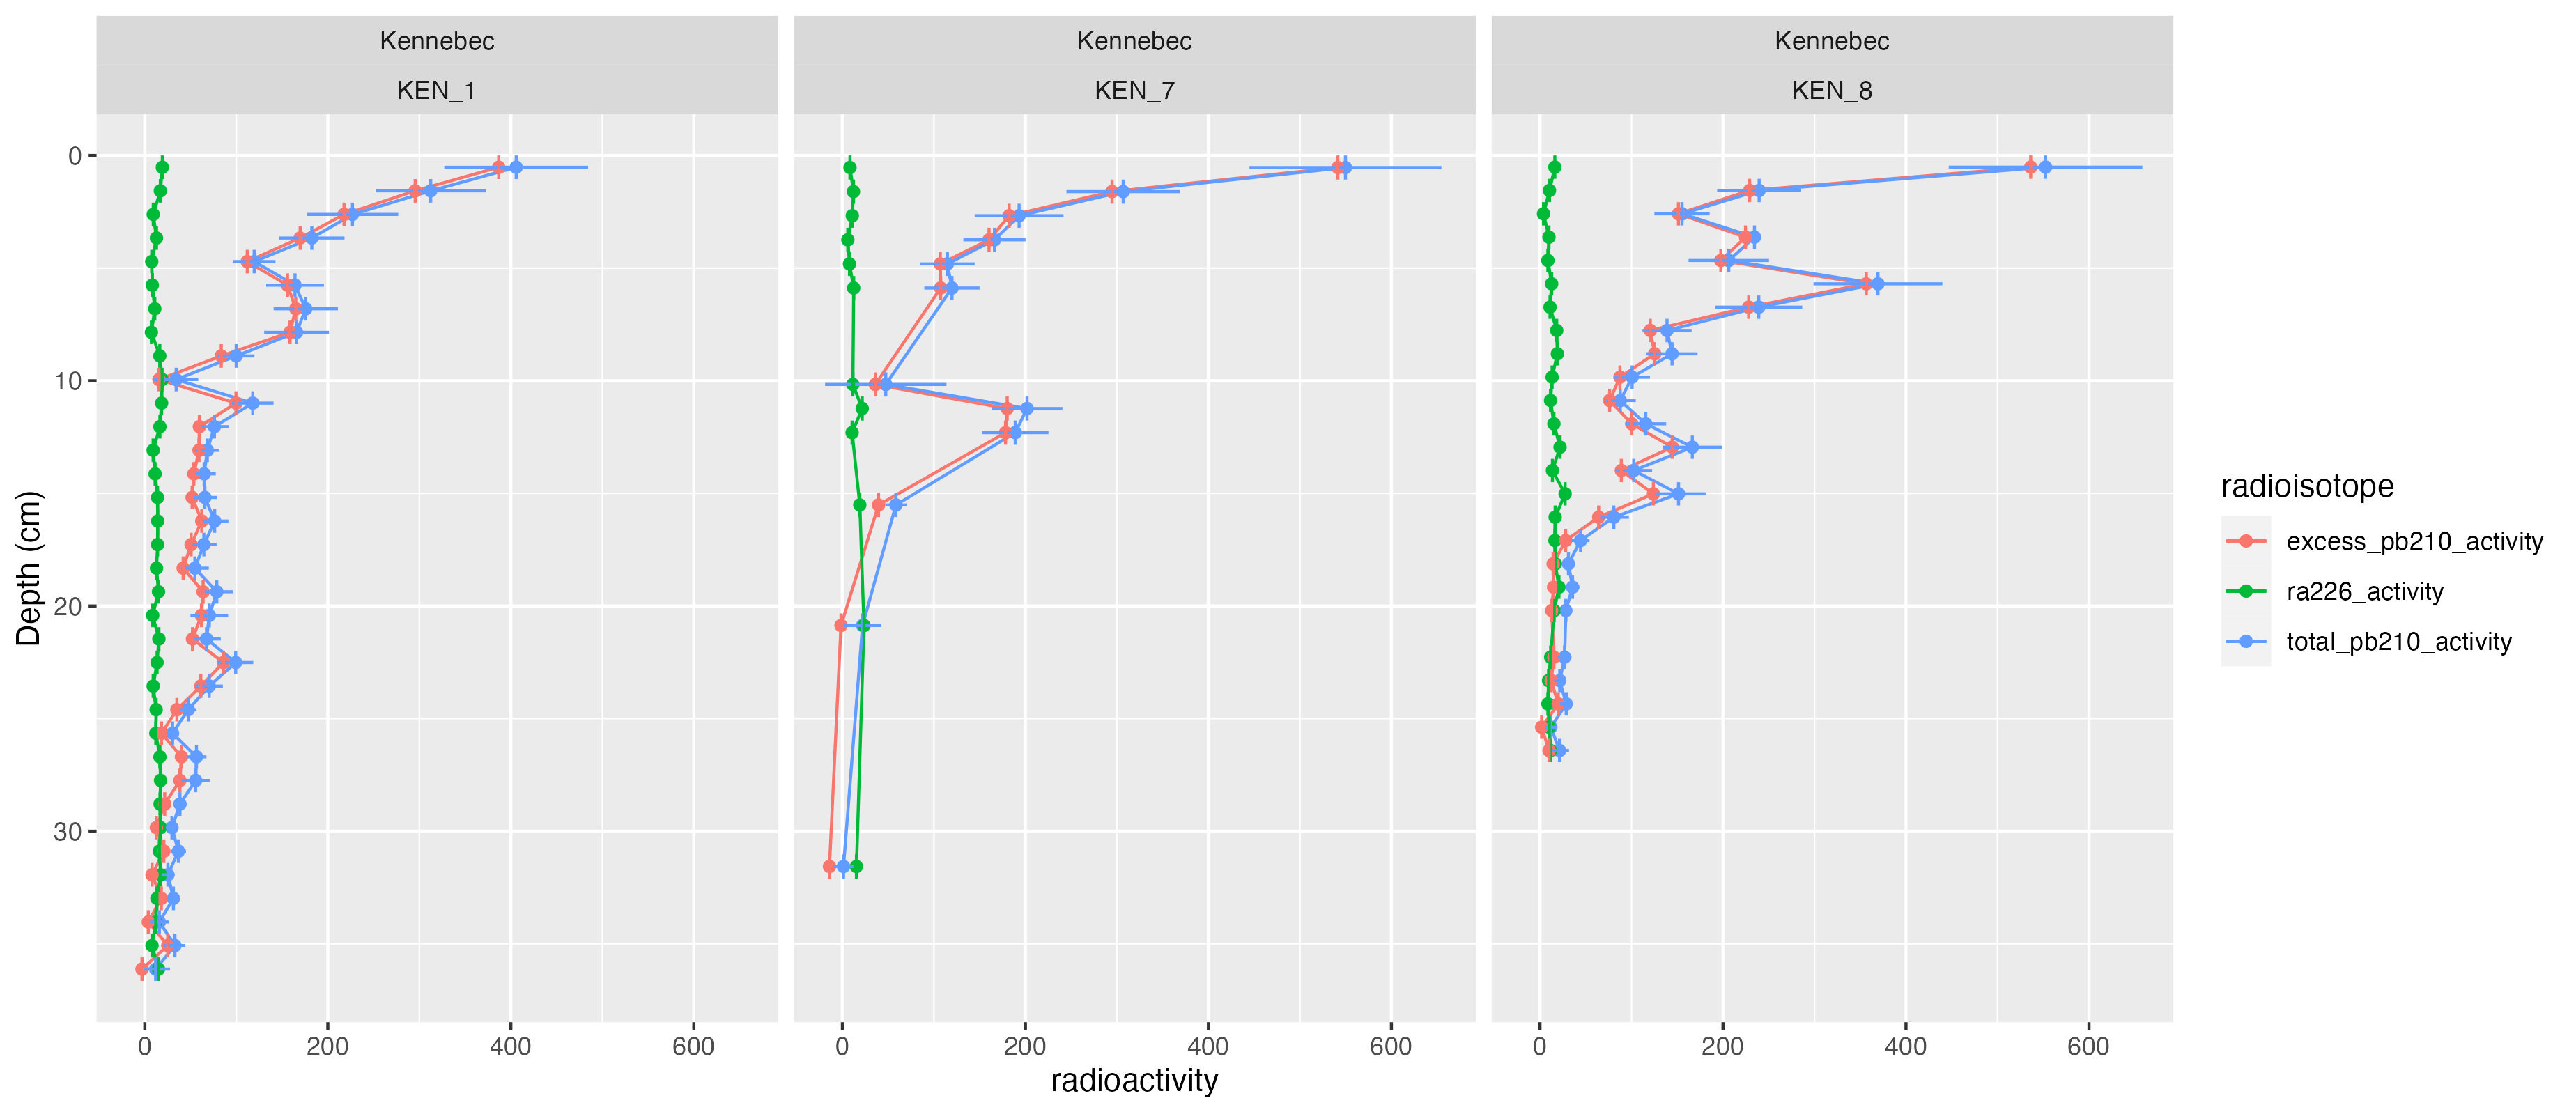 Kennebec
Kennebec
Kennebec
KEN_1
KEN_7
KEN_8
0
10
20
30
Depth (cm)
0
200
400
600
0
200
400
600
0
200
400
600
radioactivity
radioisotope
excess_pb210_activity
ra226_activity
total_pb210_activity